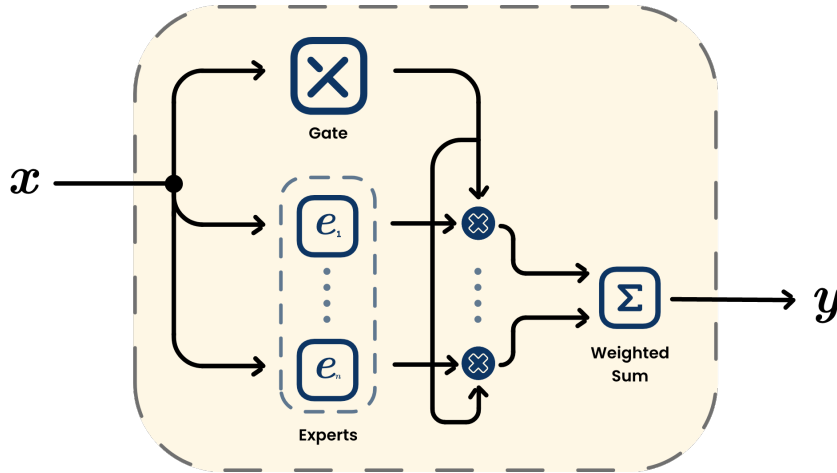 Gate
x
e1
en
Experts
Σ
Weighted
Sum
y